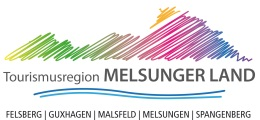 Tourismusregion MELSUNGER LAND
FELSBERG | GUXHAGEN | MALSFELD | MELSUNGEN | SPANGENBERG